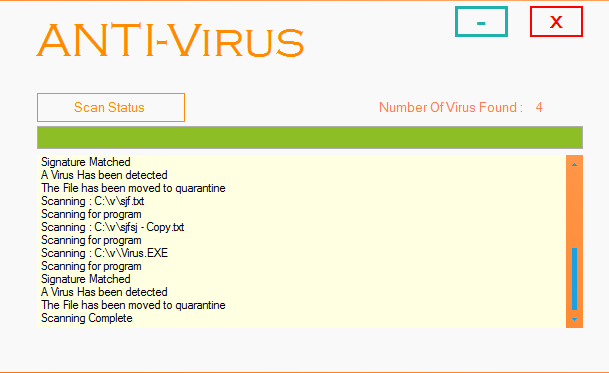 ANTI-VIRUS
-
X
Scan Status
Number Of Virus Found : 4
Signature Matched
A Virus Has been detected
The File has been moved to quarantine
Scanning : C:\v\sjf.txt
Scanning for program
Scanning : C:\v\sjfsj - Copy.txt
Scanning for program
Scanning : C:\v\Virus.EXE
Scanning for program
Signature Matched
A Virus Has been detected
The File has been moved to quarantine
Scanning Complete